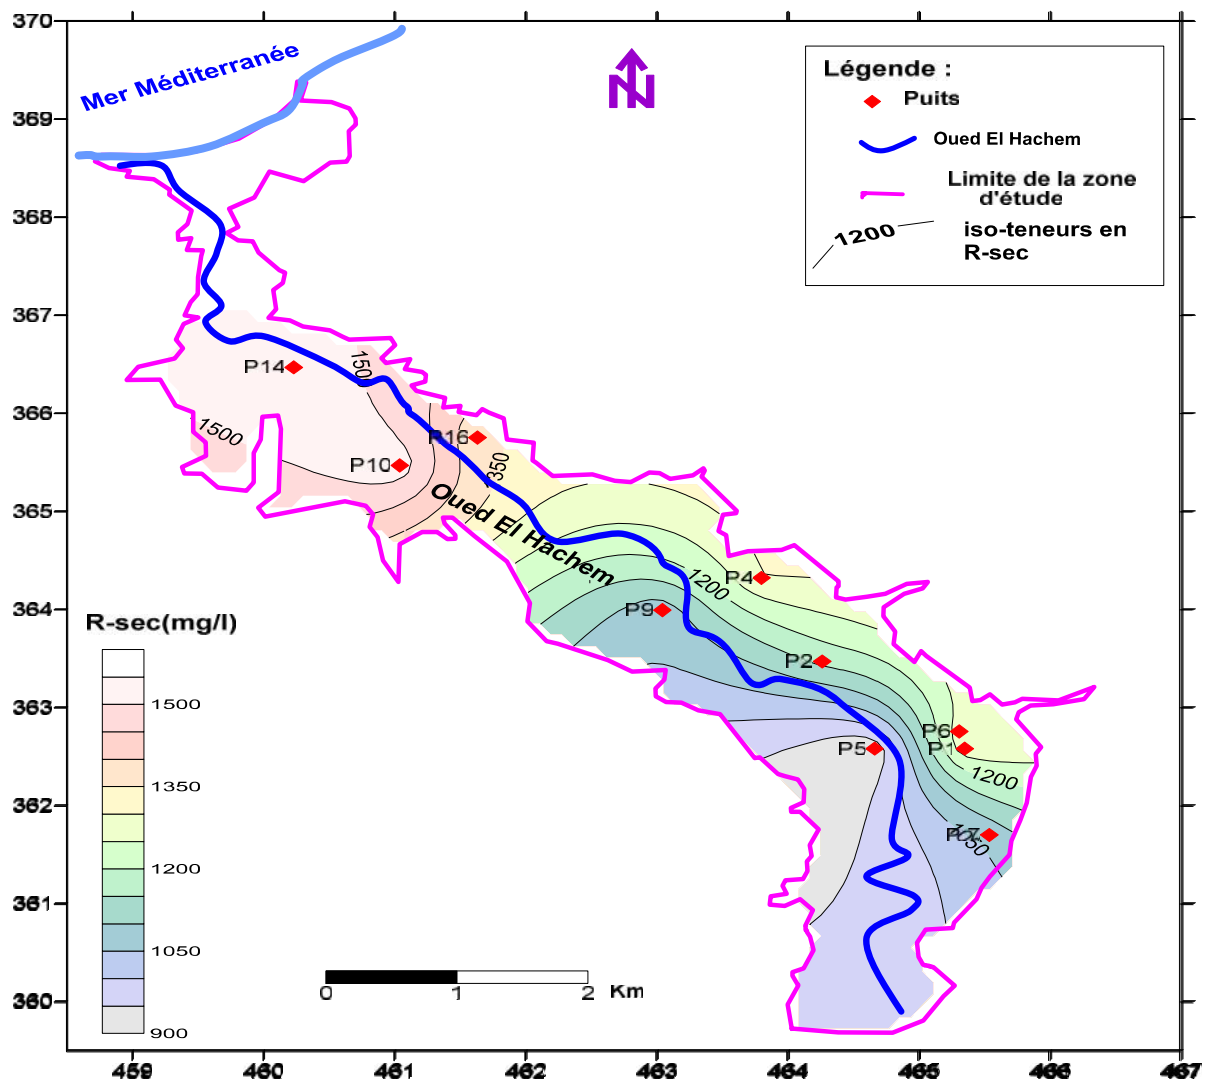 370
369
368
367
366
365
364
363
362
361
360
Mer Méditerranée
N
Légende :
Puits
Oued El Hachem
Limite de la zone
d'étude
1200
iso-teneurs en
R-sec
P14
1500
1500
P10
R16
350
Oued El Hachem
P4
1200
P9
P2
P6
P1
P5
1200
1050
R-sec(mg/l)
1500
1350
1200
1050
900
0 1 2 Km
459 460 461 462 463 464 465 466 467